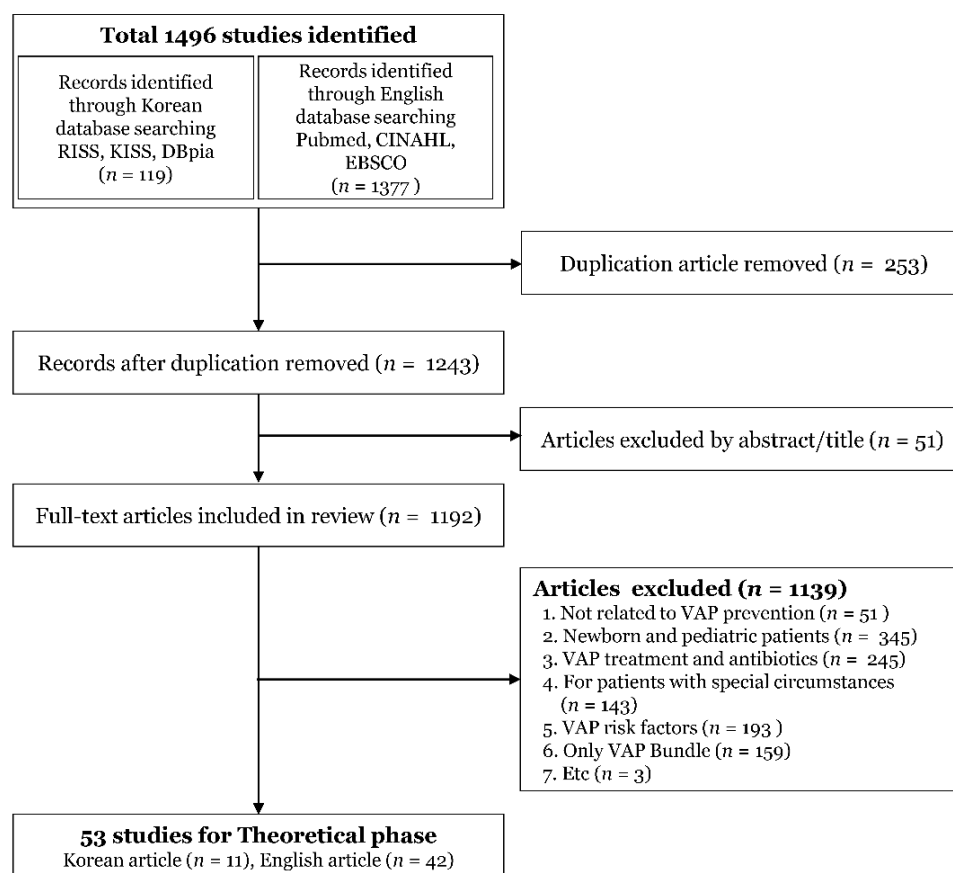 Total 1496 studies identified
Records identified
through Korean
database searching
RISS, KISS, DBpia
(n = 119)
Records identified
through English
database searching
Pubmed, CINAHL,
EBSCO
(n = 1377 )
Duplication article removed (n = 253)
Records after duplication removed (n = 1243)
Articles excluded by abstract/title (n = 51)
Full-text articles included in review (n = 1192)
Articles excluded (n = 1139)
1. Not related to VAP prevention (n = 51 )
2. Newborn and pediatric patients (n = 345)
3. VAP treatment and antibiotics (n = 245)
4. For patients with special circumstances
(n = 143)
5. VAP risk factors (n = 193 )
6. Only VAP Bundle (n = 159)
7. Etc (n = 3)
53 studies for Theoretical phase
Korean article (n = 11), English article (n = 42)